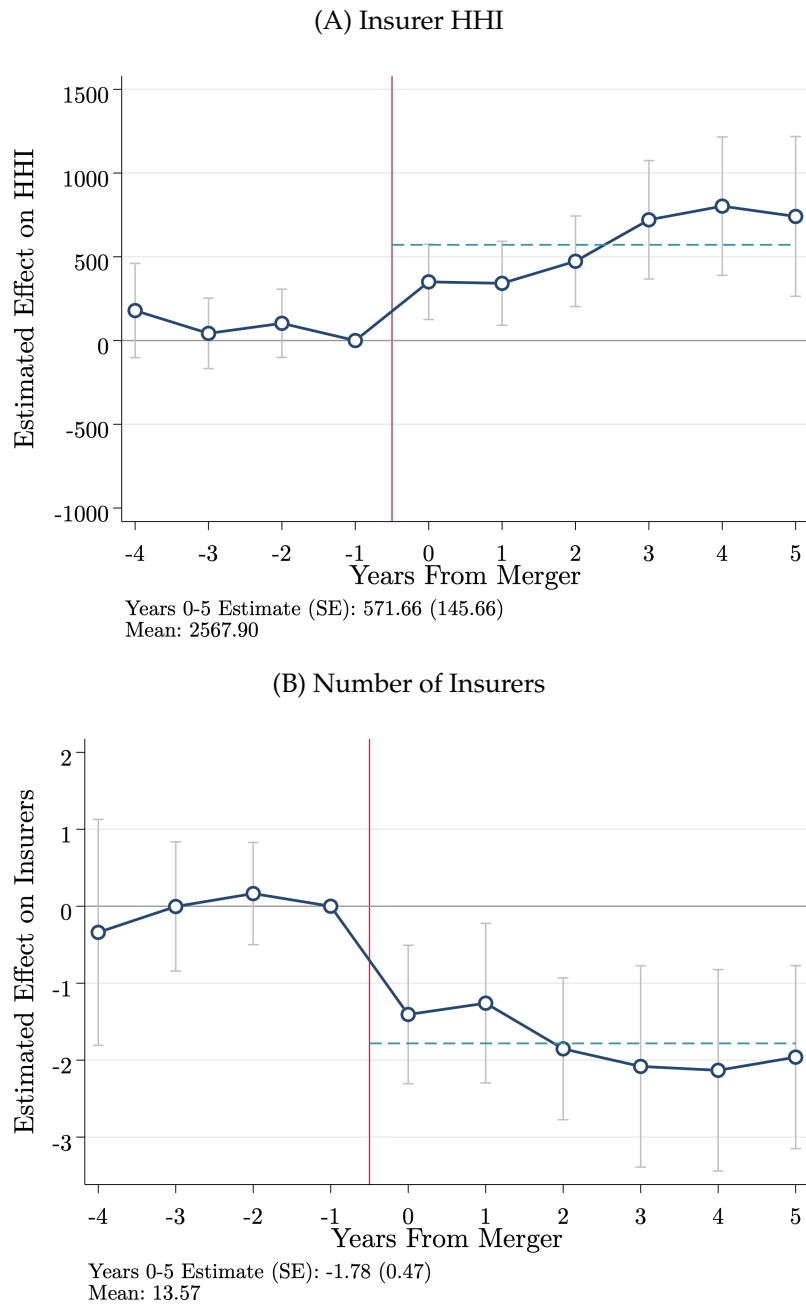 (A) Insurer HHI
Estimated Effect on HHI
1500
1000
500
0
-500
-1000
-4 -3 -2 -1 0 1 2 3 4 5
Years From Merger
Years 0-5 Estimate (SE): 571.66 (145.66)
Mean: 2567.90
(B) Number of Insurers
Estimated Effect on Insurers
2
1
0
-1
-2
-3
-4 -3 -2 -1 0 1 2 3 4 5
Years From Merger
Years 0-5 Estimate (SE): -1.78 (0.47)
Mean: 13.57